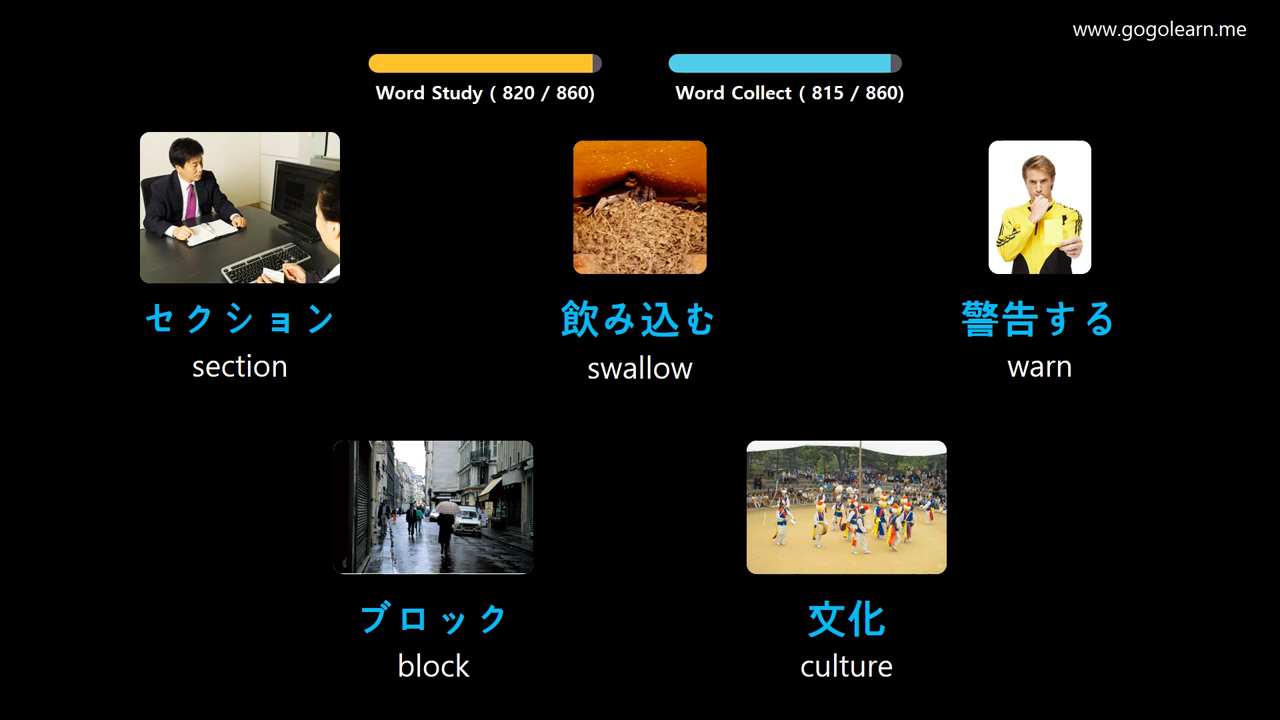 www.gogolearn.me
Word Study ( 820 / 860)
Word Collect ( 815 / 860)
セクション
section
飲み込む
swallow
警告する
warn
ブロック
block
文化
culture